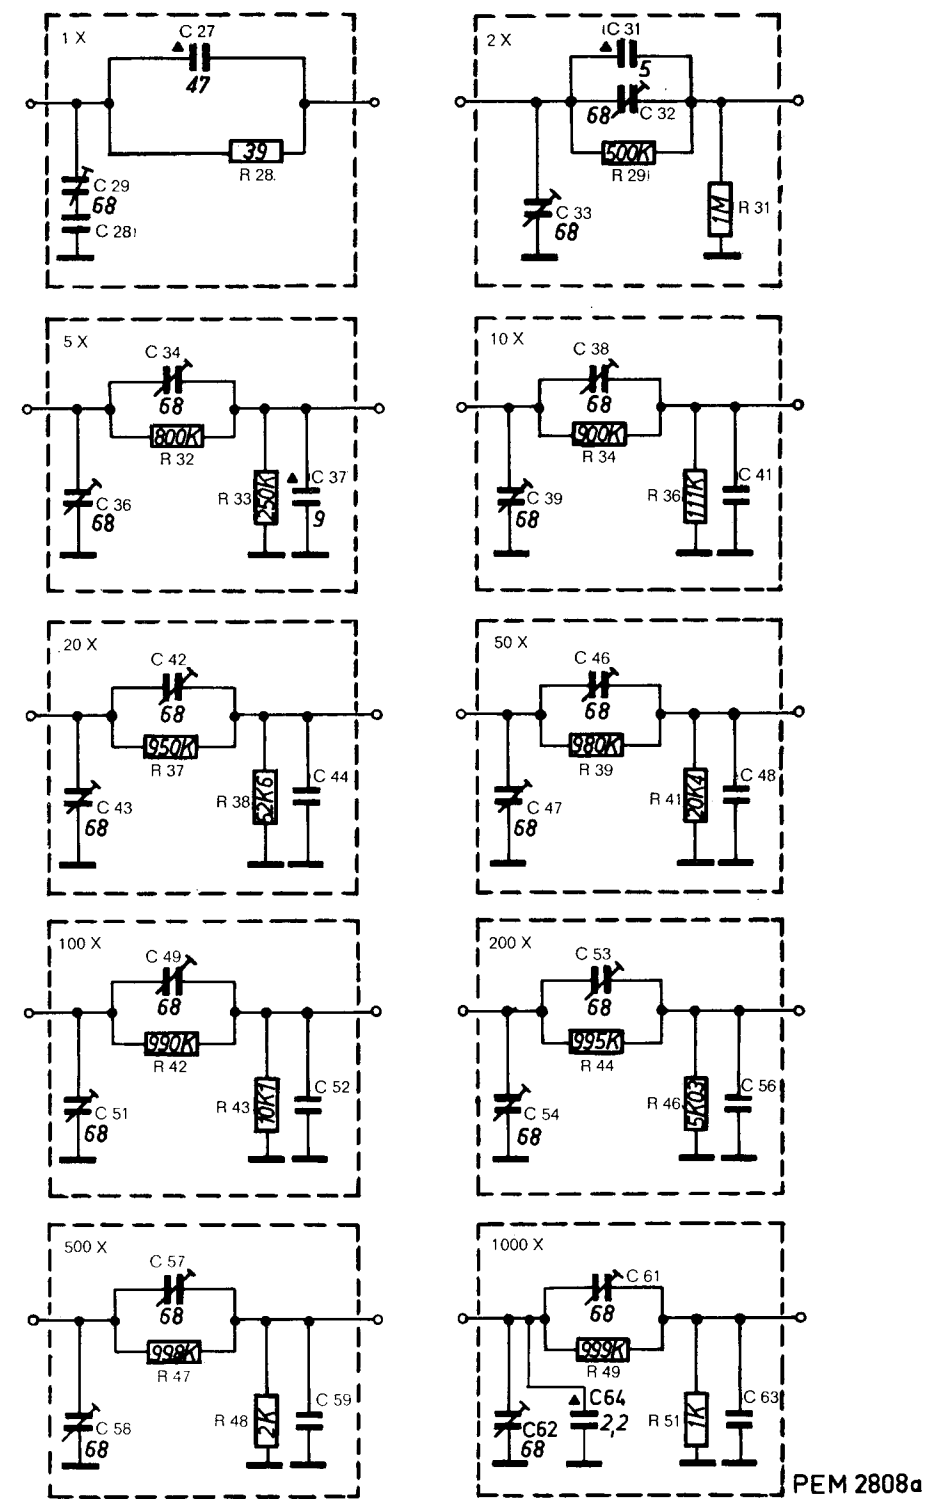 1 X
C 27
47
39
R 28
C 29
68
C 28
2 X
C 31
5
68
C 32
500K
R 29
C 33
68
1M
R 31
5 X
C 34
68
800K
R 32
C 36
68
R 33
250K
C 37
9
10 X
C 38
68
900K
R 34
C 39
68
R 36
111K
C 41
20 X
C 42
68
950K
R 37
C 43
68
R 38
52K6
C 44
50 X
C 46
68
980K
R 39
C 47
68
R 41
20K4
C 48
100 X
C 49
68
990K
R 42
C 51
68
R 43
10K1
C 52
200 X
C 53
68
995K
R 44
C 54
68
R 46
5K03
C 56
500 X
C 57
68
998K
R 47
C 58
68
R 48
2K
C 59
1000 X
C 61
68
999K
R 49
C62
68
C64
2,2
R 51
1K
C 63
PEM 2808a